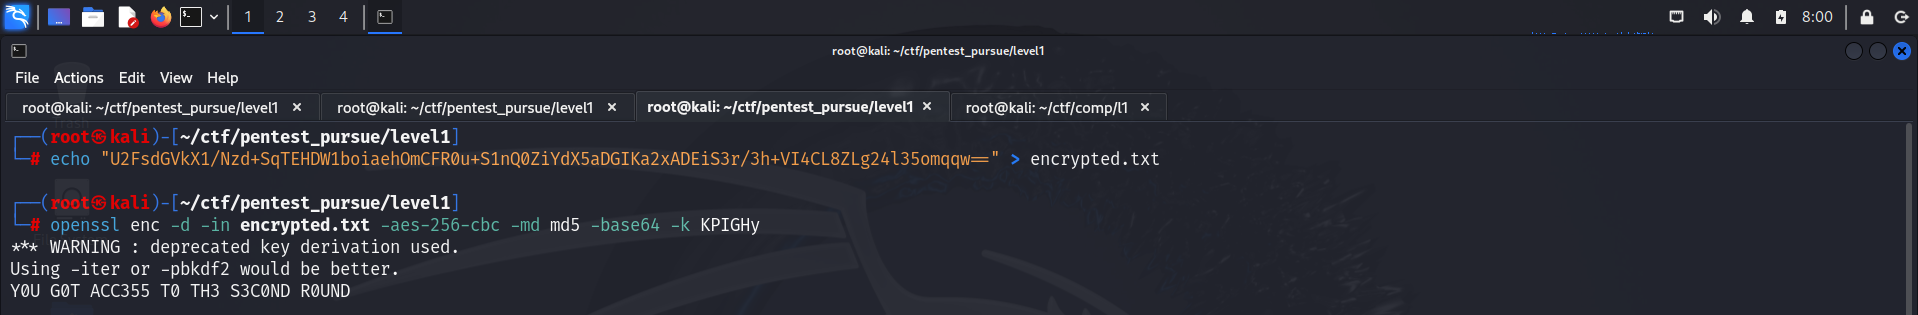 1 2 3 4 8:00
root@kali: ~/ctf/pentest_pursue/level1
File Actions Edit View Help
root@kali: ~/ctf/pentest_pursue/level1 × root@kali: ~/ctf/pentest_pursue/level1 × root@kali: ~/ctf/pentest_pursue/level1 × root@kali: ~/ctf/comp/l1 ×
┌──(root㉿kali)-[~/ctf/pentest_pursue/level1]
└─# echo "U2FsdGVkX1/Nzd+SqTEHDW1boiaehOmCFR0u+S1nQ0ZiYdX5aDGIKa2xADEiS3r/3h+VI4CL8ZLg24l35omqqw==" > encrypted.txt
┌──(root㉿kali)-[~/ctf/pentest_pursue/level1]
└─# openssl enc -d -in encrypted.txt -aes-256-cbc -md md5 -base64 -k KPIGHy
*** WARNING : deprecated key derivation used.
Using -iter or -pbkdf2 would be better.
Y0U G0T ACC355 T0 TH3 S3C0ND R0UND